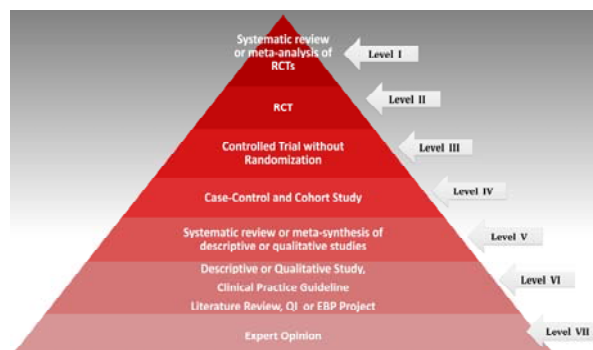 Systematic review
or meta-analysis of
RCTs
Level I
RCT
Level II
Controlled Trial without
Randomization
Level III
Case-Control and Cohort Study
Level IV
Systematic review or meta-synthesis of
descriptive or qualitative studies
Level V
Descriptive or Qualitative Study,
Clinical Practice Guideline
Literature Review, QI or EBP Project
Level VI
Expert Opinion
Level VII